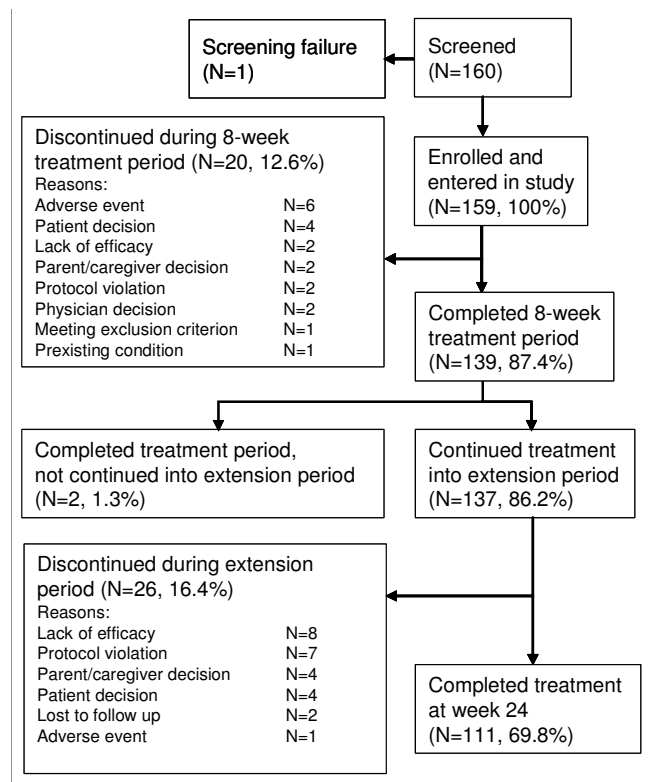 Screening failure
(N=1)
Screened
(N=160)
Discontinued during 8-week
treatment period (N=20, 12.6%)
Reasons:
Adverse event N=6
Patient decision N=4
Lack of efficacy N=2
Parent/caregiver decision N=2
Protocol violation N=2
Physician decision N=2
Meeting exclusion criterion N=1
Prexisting condition N=1
Enrolled and
entered in study
(N=159, 100%)
Completed 8-week
treatment period
(N=139, 87.4%)
Completed treatment period,
not continued into extension period
(N=2, 1.3%)
Continued treatment
into extension period
(N=137, 86.2%)
Discontinued during extension
period (N=26, 16.4%)
Reasons:
Lack of efficacy N=8
Protocol violation N=7
Parent/caregiver decision N=4
Patient decision N=4
Lost to follow up N=2
Adverse event N=1
Completed treatment
at week 24
(N=111, 69.8%)